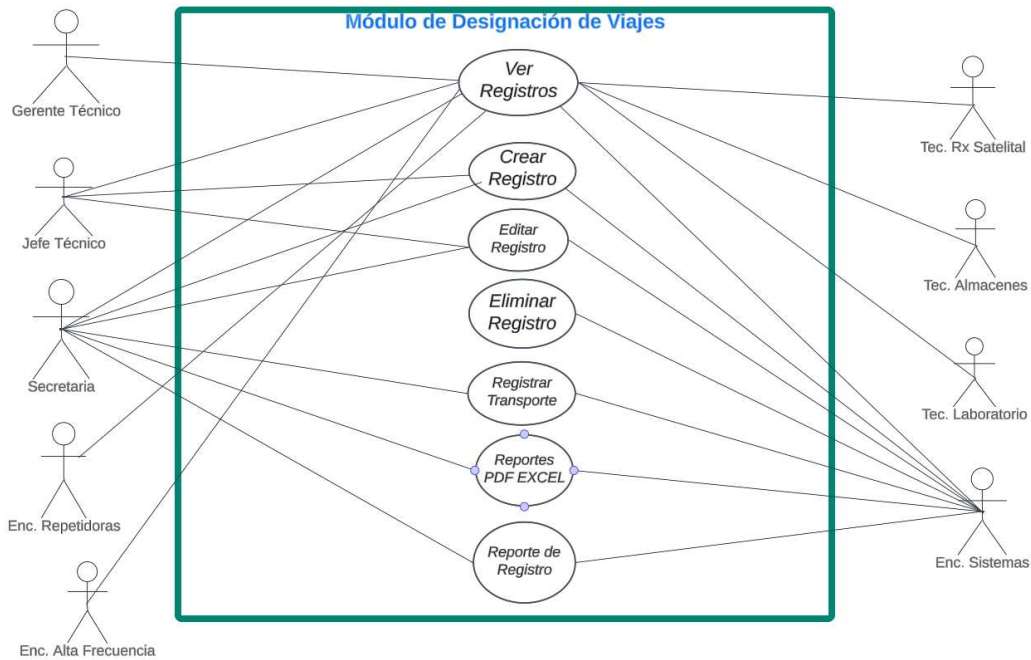 Módulo de Designación de Viajes
Gerente Técnico
Jefe Técnico
Secretaria
Enc. Repetidoras
Enc. Alta Frecuencia
Ver
Registros
Crear
Registro
Editar
Registro
Eliminar
Registro
Registrar
Transporte
Reportes
PDF EXCEL
Reporte de
Registro
Tec. Rx Satelital
Tec. Almacenes
Tec. Laboratorio
Enc. Sistemas